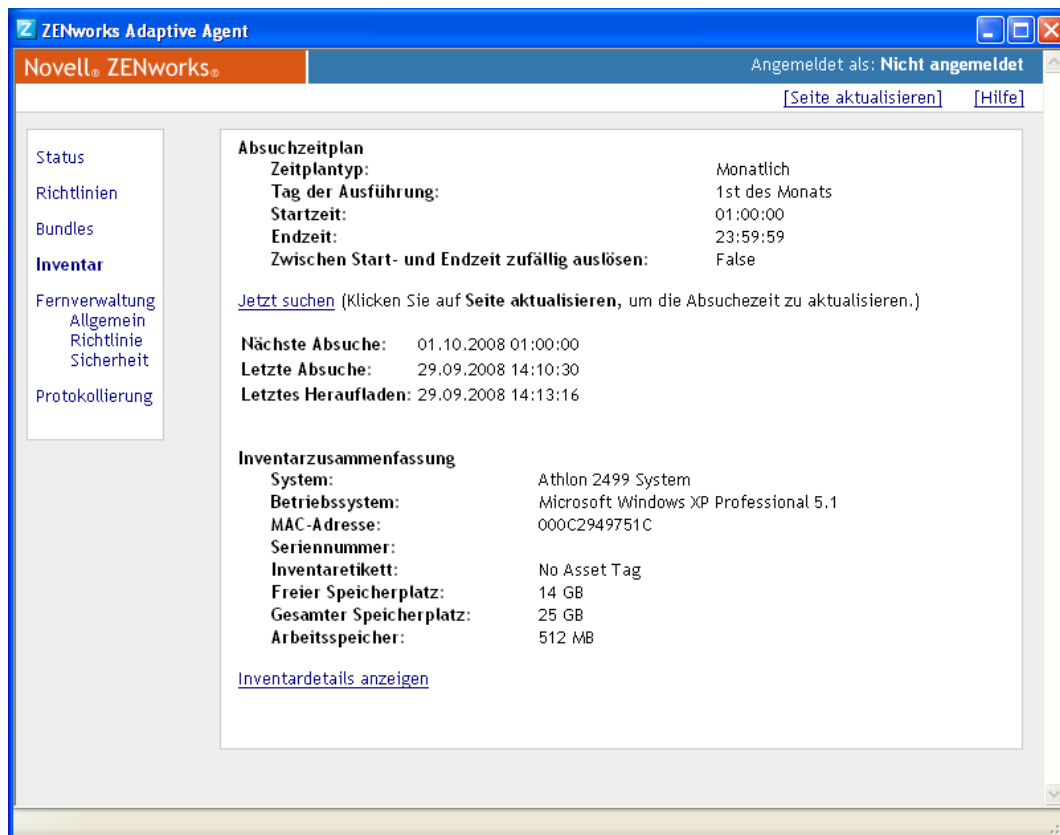 ZENworks Adaptive Agent
Novell® ZENworks®
Angemeldet als: Nicht angemeldet
[Seite aktualisieren] [Hilfe]
Status
Richtlinien
Bundles
Inventar
Fernverwaltung
Allgemein
Richtlinie
Sicherheit
Protokollierung
Absuchzeitplan
Zeitplantyp: Monatlich
Tag der Ausführung: 1st des Monats
Startzeit: 01:00:00
Endzeit: 23:59:59
Zwischen Start- und Endzeit zufällig auslösen: False
Jetzt suchen (Klicken Sie auf Seite aktualisieren, um die Absuchezeit zu aktualisieren.)
Nächste Absuche: 01.10.2008 01:00:00
Letzte Absuche: 29.09.2008 14:10:30
Letztes Heraufladen: 29.09.2008 14:13:16
Inventarzusammenfassung
System: Athlon 2499 System
Betriebssystem: Microsoft Windows XP Professional 5.1
MAC-Adresse: 000C2949751C
Seriennummer:
Inventaretikett: No Asset Tag
Freier Speicherplatz: 14 GB
Gesamter Speicherplatz: 25 GB
Arbeitsspeicher: 512 MB
Inventardetails anzeigen